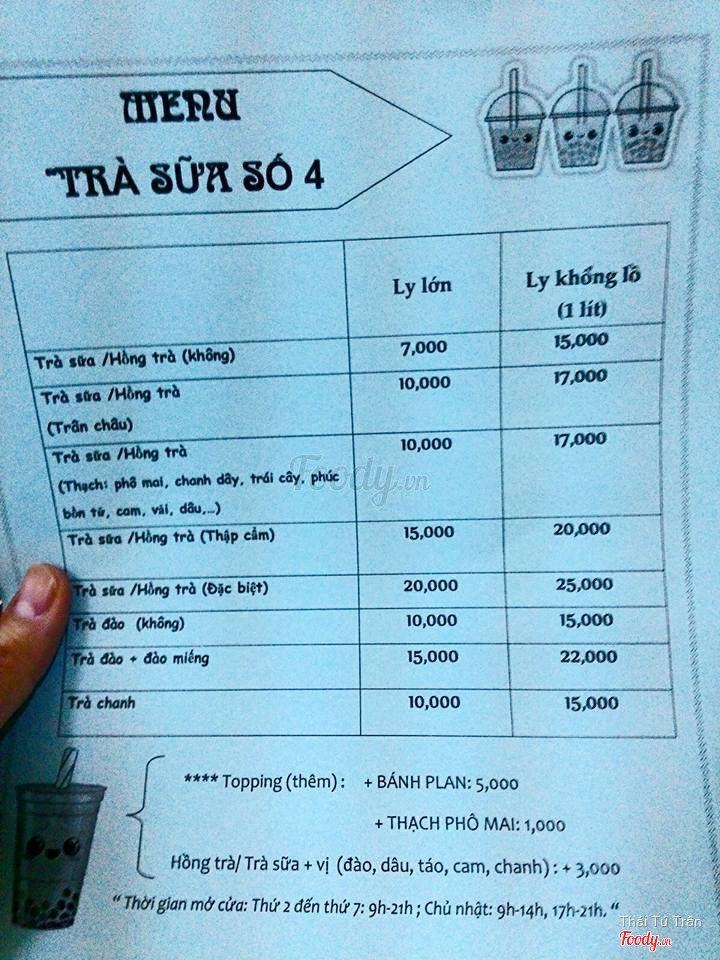 MENU
TRÀ SỮA SỐ 4
Ly lớn
Ly khổng lồ
(1 lít)
Trà sữa /Hồng trà (không) 7,000 15,000
Trà sữa /Hồng trà 10,000 17,000
(Trân châu)
Trà sữa /Hồng trà 10,000 17,000
(Thạch: phô mai, chanh dây, trái cây, phúc
bồn tử, cam, vải, dâu,...)
Trà sữa /Hồng trà (Thập cẩm) 15,000 20,000
Trà sữa /Hồng trà (Đặc biệt) 20,000 25,000
Trà đào (không) 10,000 15,000
Trà đào + đào miếng 15,000 22,000
Trà chanh 10,000 15,000
**** Topping (thêm) : + BÁNH PLAN: 5,000
+ THẠCH PHÔ MAI: 1,000
Hồng trà/ Trà sữa + vị (đào, dâu, táo, cam, chanh) : + 3,000
“ Thời gian mở cửa: Thứ 2 đến thứ 7: 9h-21h ; Chủ nhật: 9h-14h, 17h-21h. “
Foody.vn
Thái Tú Trân
Foody.vn